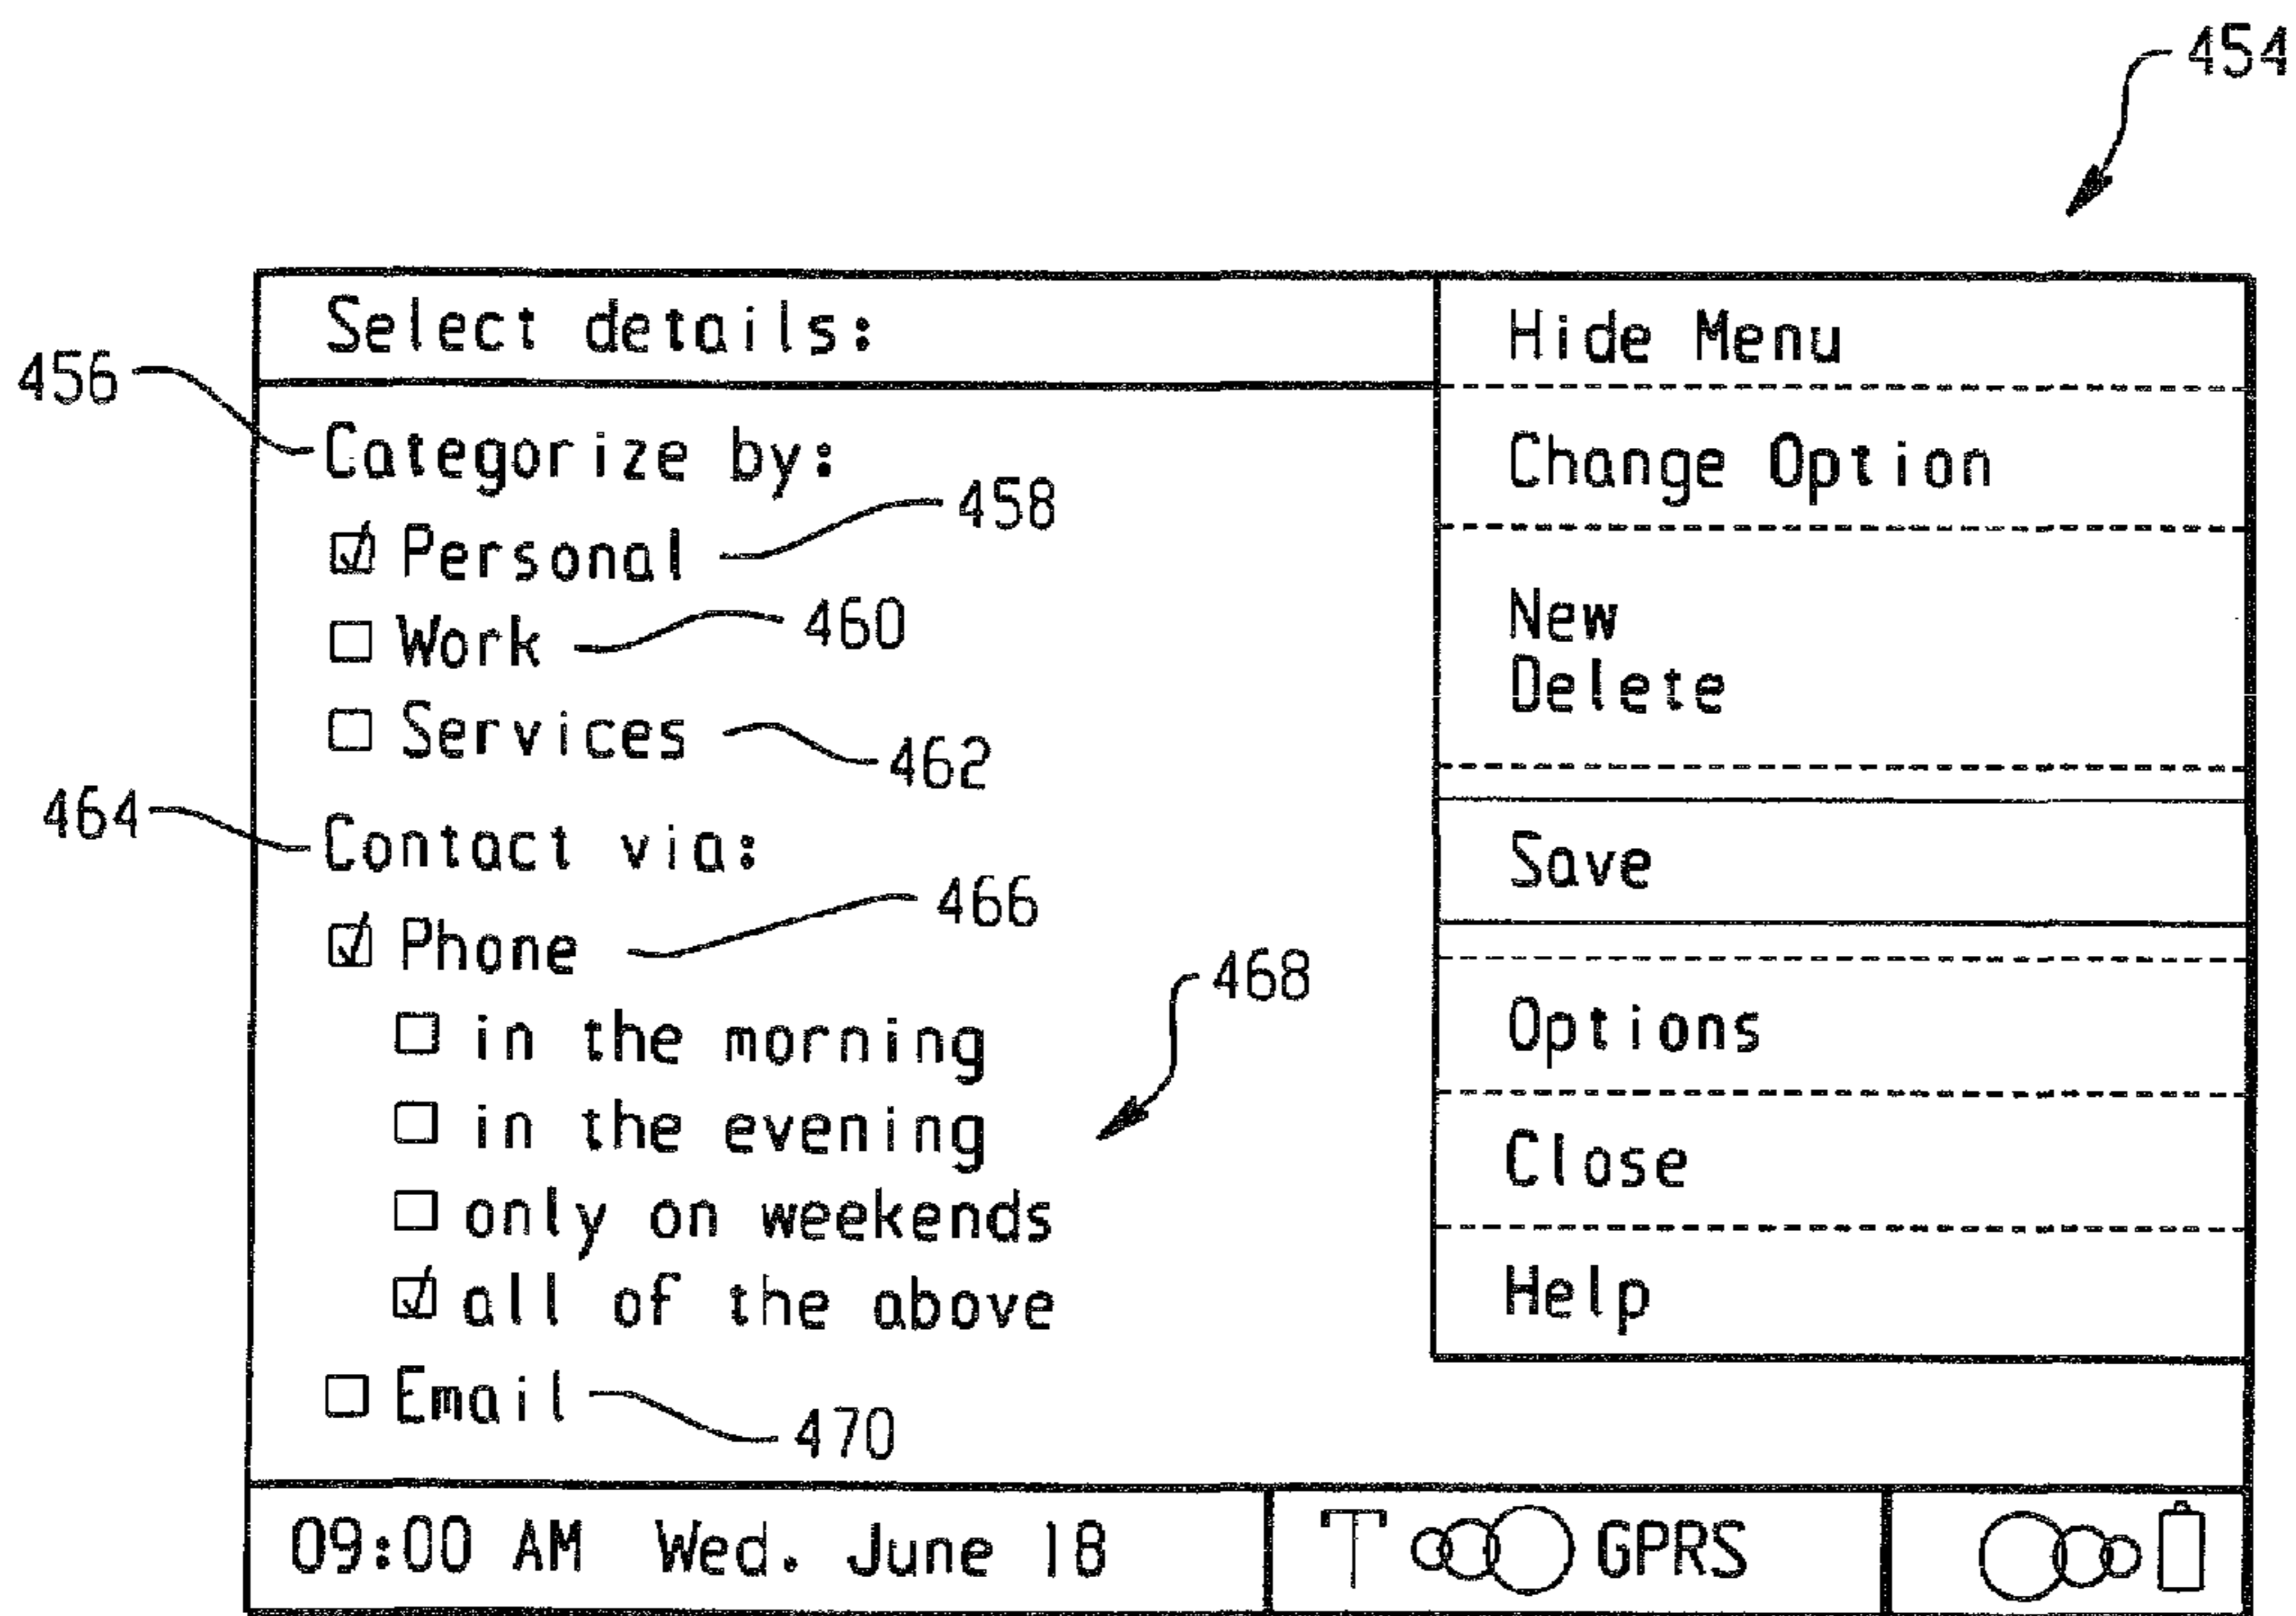 454
Select details:
456
Categorize by:
458
Personal
460
Work
Services
462
464
Contact via:
466
Phone
468
in the morning
in the evening
only on weekends
all of the above
Email
470
Hide Menu
Change Option
New
Delete
Save
Options
Close
Help
09:00 AM Wed. June 18
GPRS